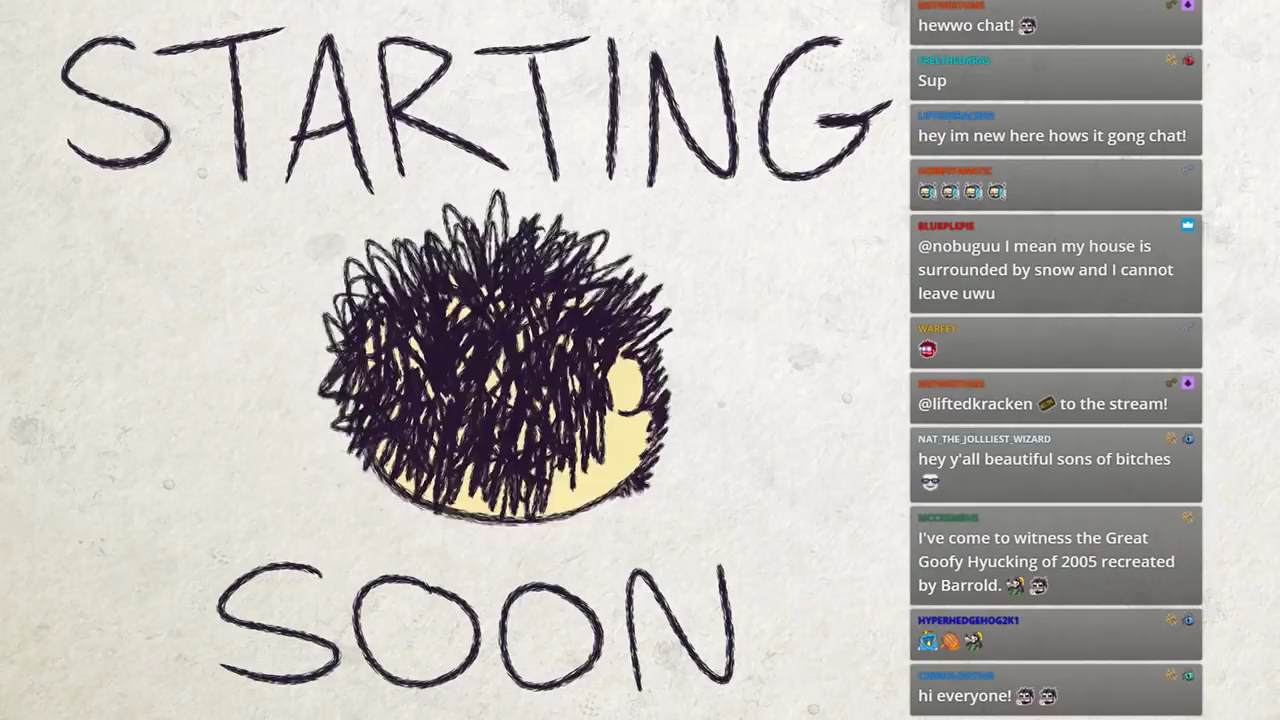 STARTING
SOON
hewwo chat!
Sup
hey im new here hows it gong chat!
BLURPLEPIE
@nobuguu I mean my house is
surrounded by snow and I cannot
leave uwu
WARFEY
@liftedkracken to the stream!
NAT_THE_JOLLLIEST_WIZARD
hey y'all beautiful sons of bitches
I've come to witness the Great
Goofy Hyucking of 2005 recreated
by Barrold.
HYPERHEDGEHOG2K1
hi everyone!